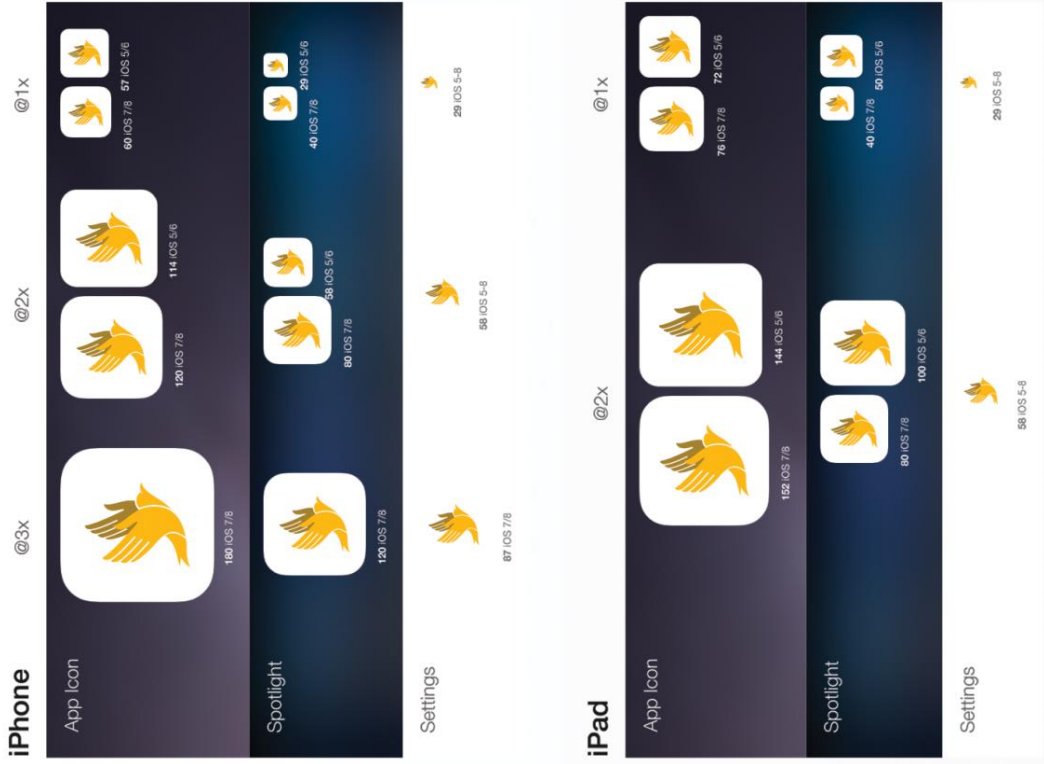 iPhone
@3x @2x @1x
App Icon
180 iOS 7/8
120 iOS 7/8
114 iOS 5/6
60 iOS 7/8
57 iOS 5/6
Spotlight
120 iOS 7/8
80 iOS 7/8
58 iOS 5/6
40 iOS 7/8
29 iOS 5/6
Settings
87 iOS 7/8
58 iOS 5-8
29 iOS 5-8
iPad
@2x @1x
App Icon
152 iOS 7/8
144 iOS 5/6
76 iOS 7/8
72 iOS 5/6
Spotlight
80 iOS 7/8
100 iOS 5/6
40 iOS 7/8
50 iOS 5/6
Settings
58 iOS 5-8
29 iOS 5-8